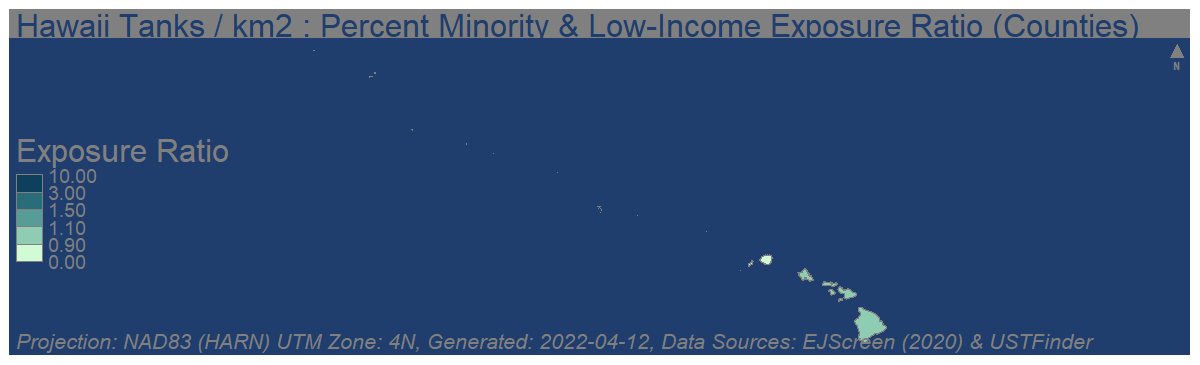 Hawaii Tanks / km2 : Percent Minority & Low-Income Exposure Ratio (Counties)
N
Exposure Ratio
10.00
3.00
1.50
1.10
0.90
0.00
Projection: NAD83 (HARN) UTM Zone: 4N, Generated: 2022-04-12, Data Sources: EJScreen (2020) & USTFinder